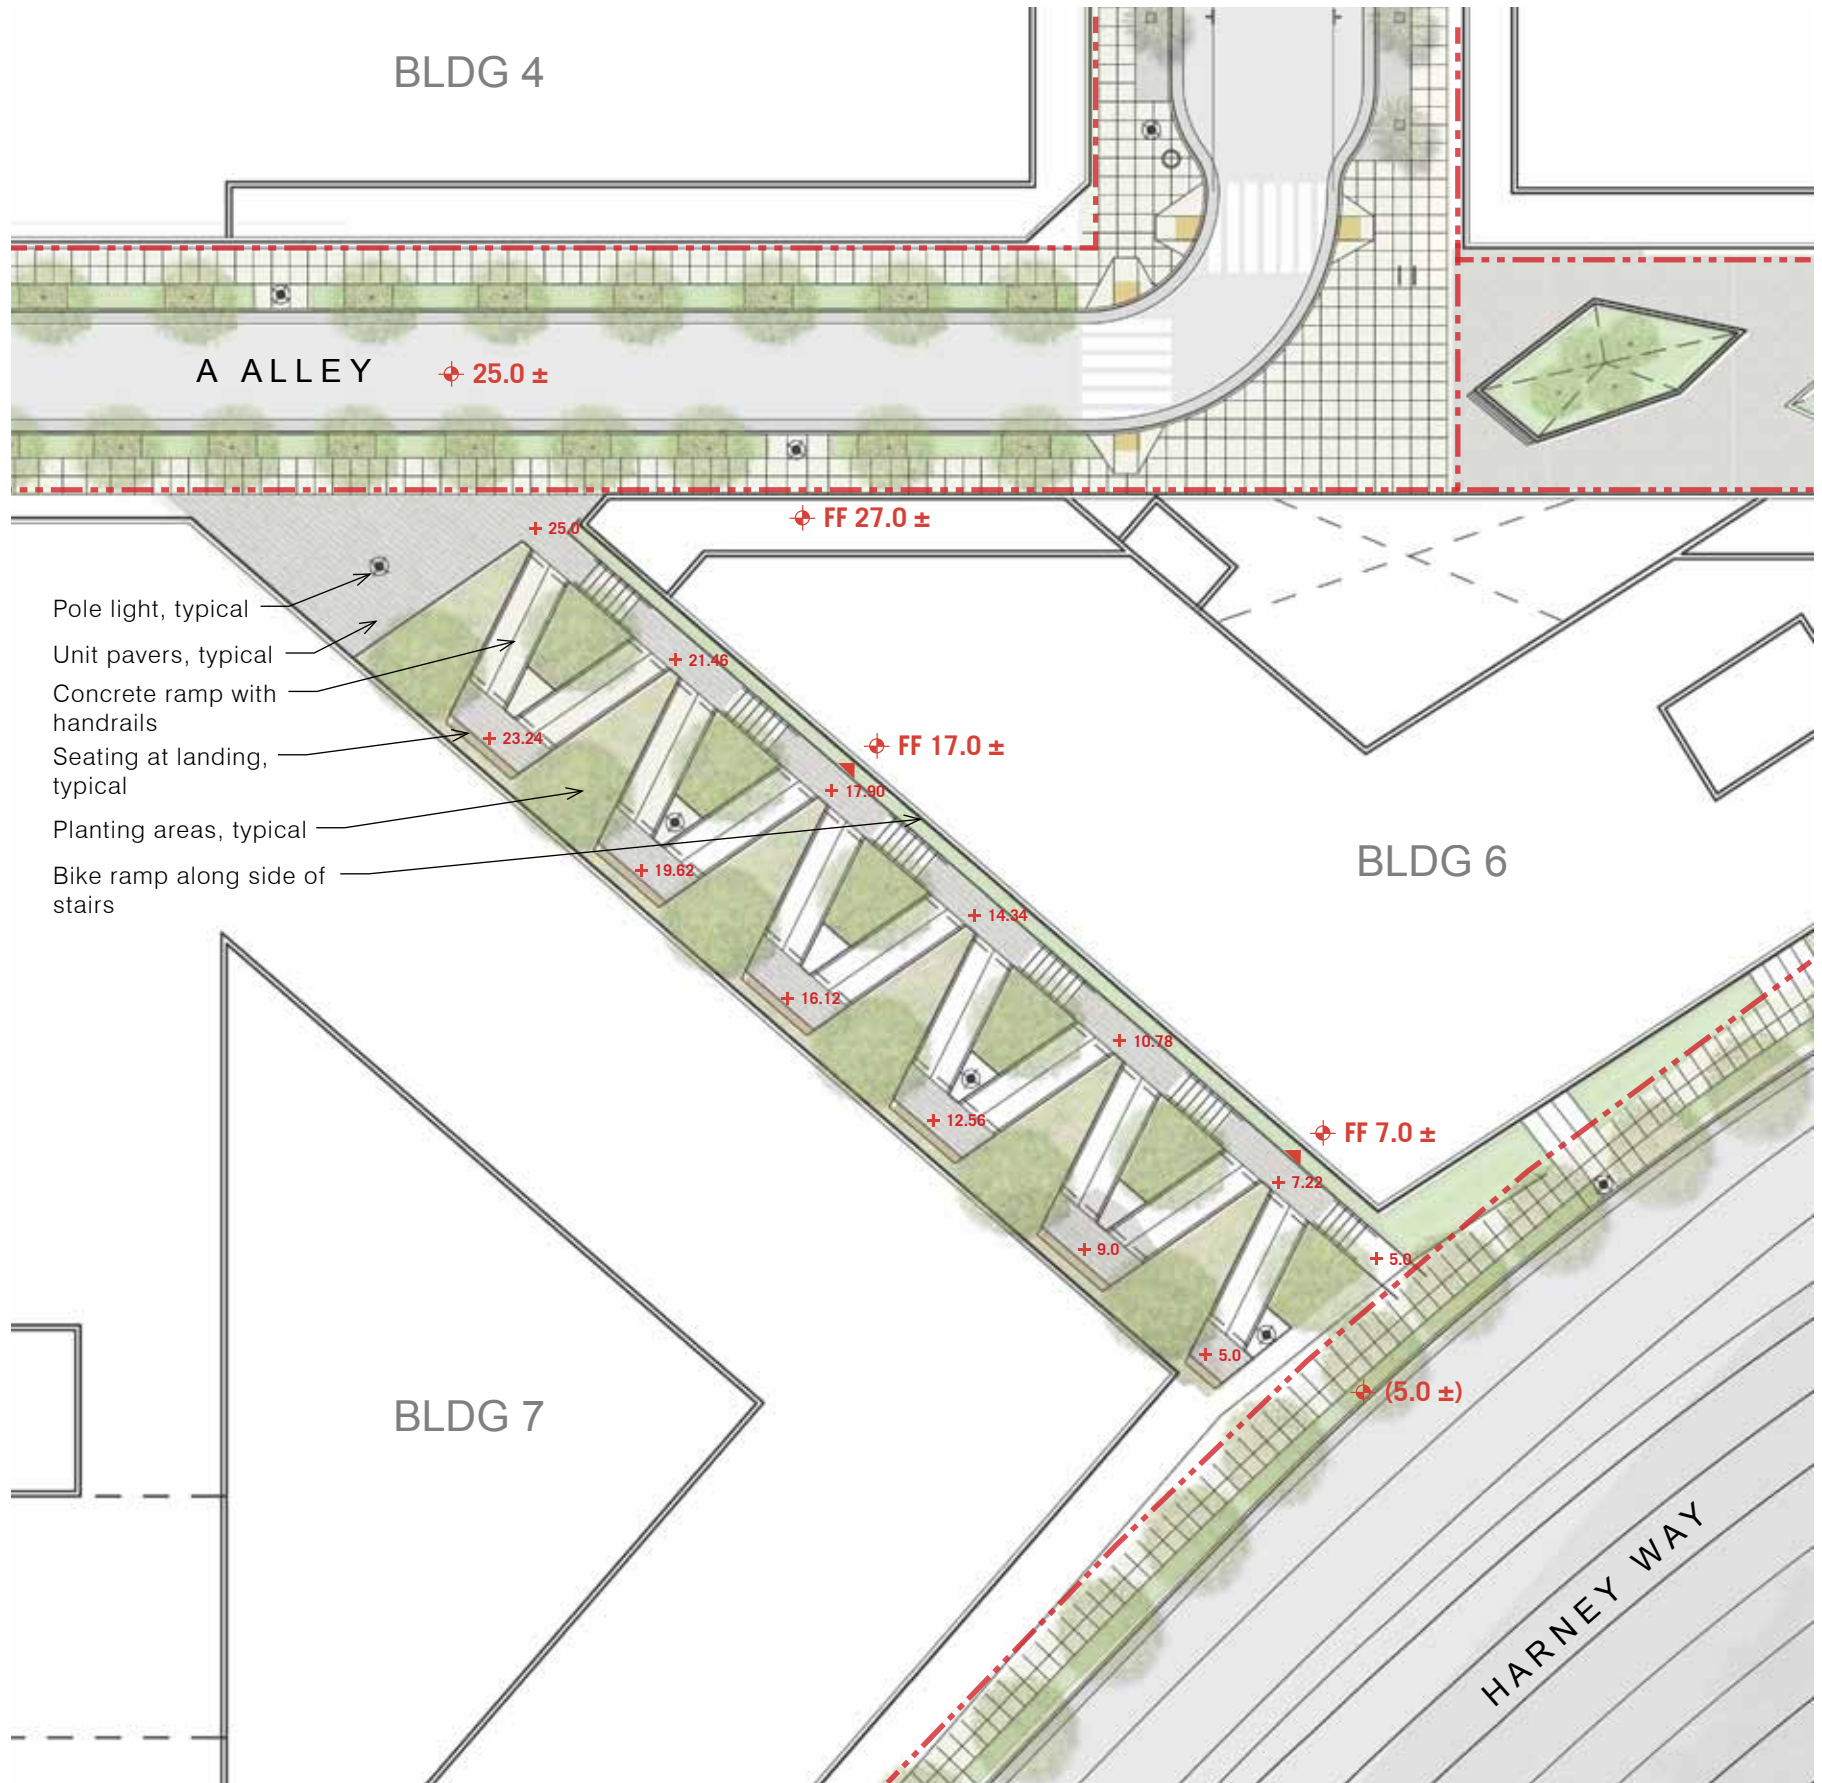 BLDG 4
A ALLEY
25.0 ±
25.0
FF 27.0 ±
Pole light, typical
Unit pavers, typical
Concrete ramp with
handrails
Seating at landing,
typical
Planting areas, typical
Bike ramp along side of
stairs
21.46
23.24
FF 17.0 ±
17.90
19.62
BLDG 6
14.34
16.12
10.78
12.56
FF 7.0 ±
7.22
9.0
5.0
5.0
(5.0 ±)
BLDG 7
HARNEY WAY